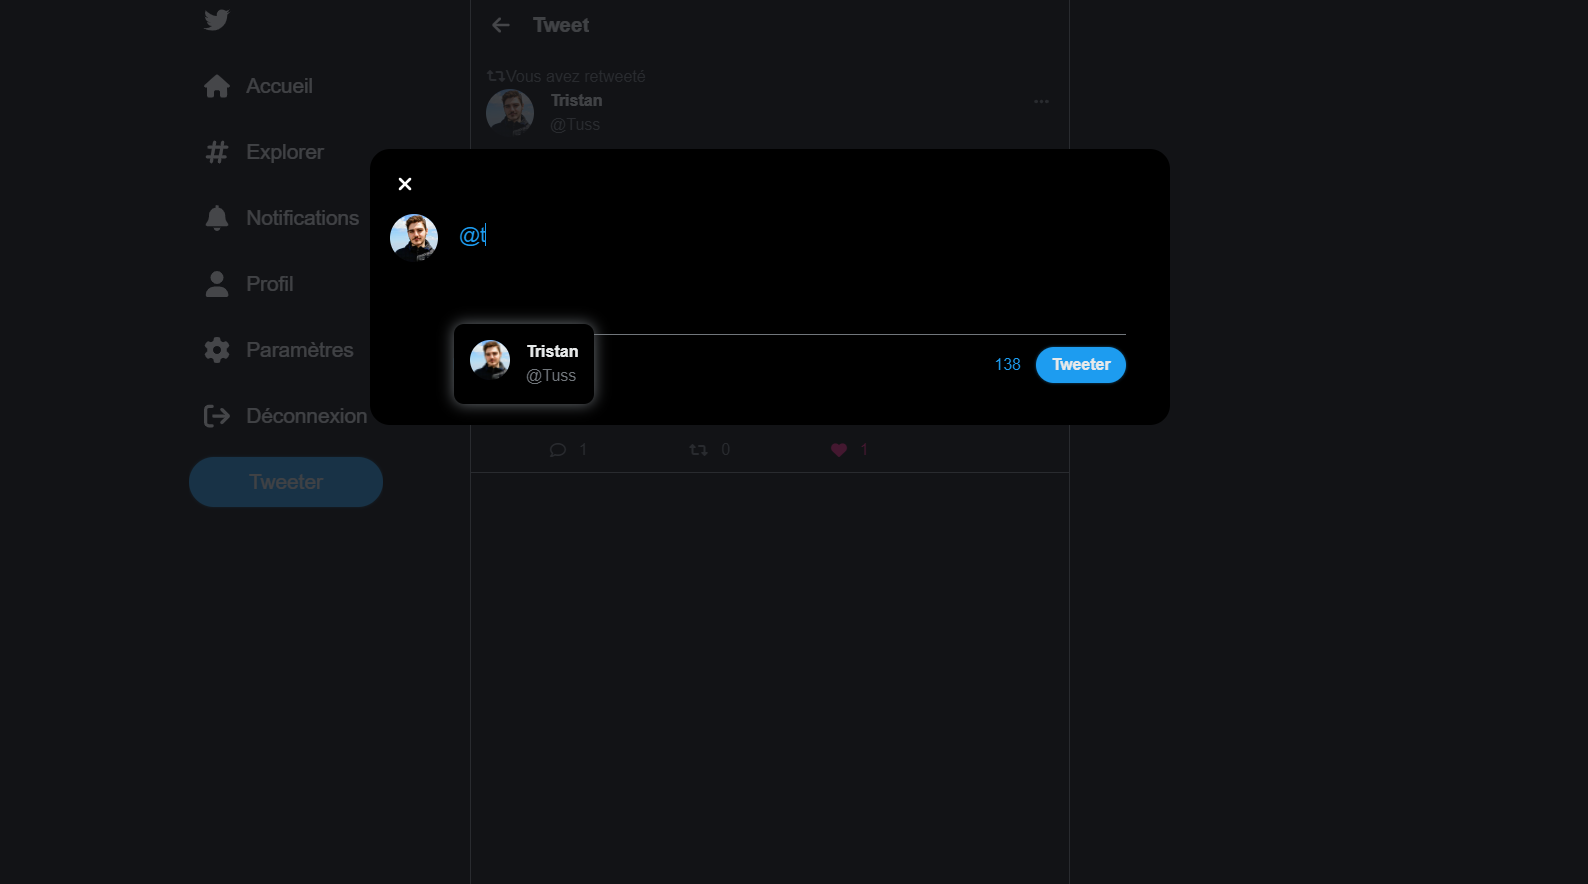 Accueil
Explorer
Notifications
Profil
Paramètres
Déconnexion
Tweeter
Tweet
Vous avez retweeté
Tristan
@Tuss
@t
Tristan
@Tuss
138
Tweeter
1
0
1